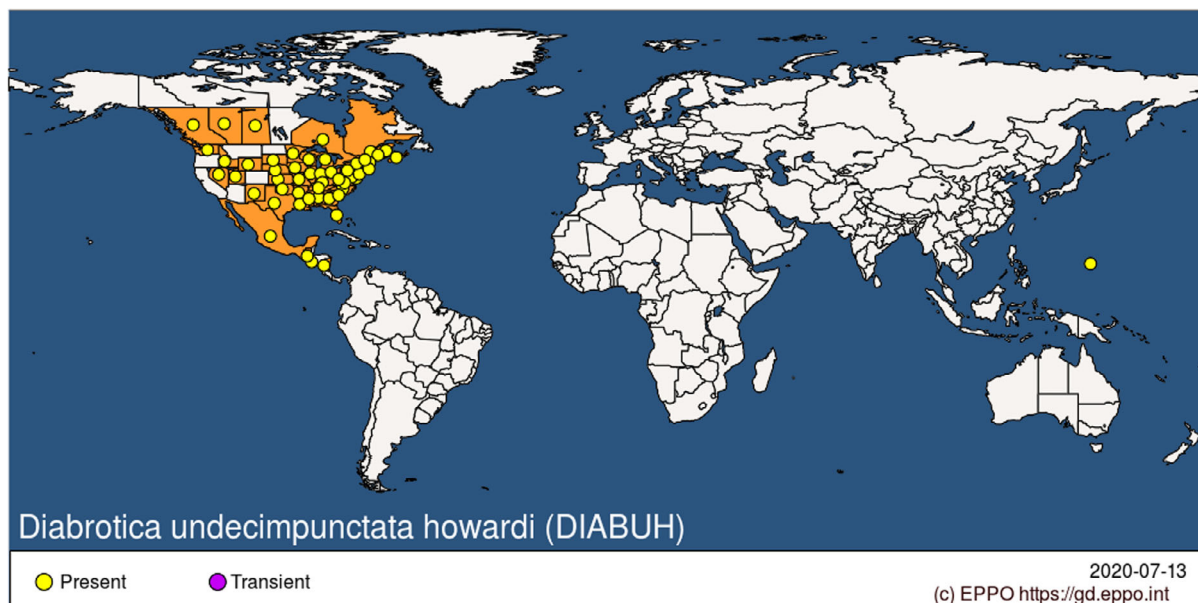 Diabrotica undecimpunctata howardi (DIABUH)
Present
Transient
2020-07-13
(c) EPPO https://gd.eppo.int